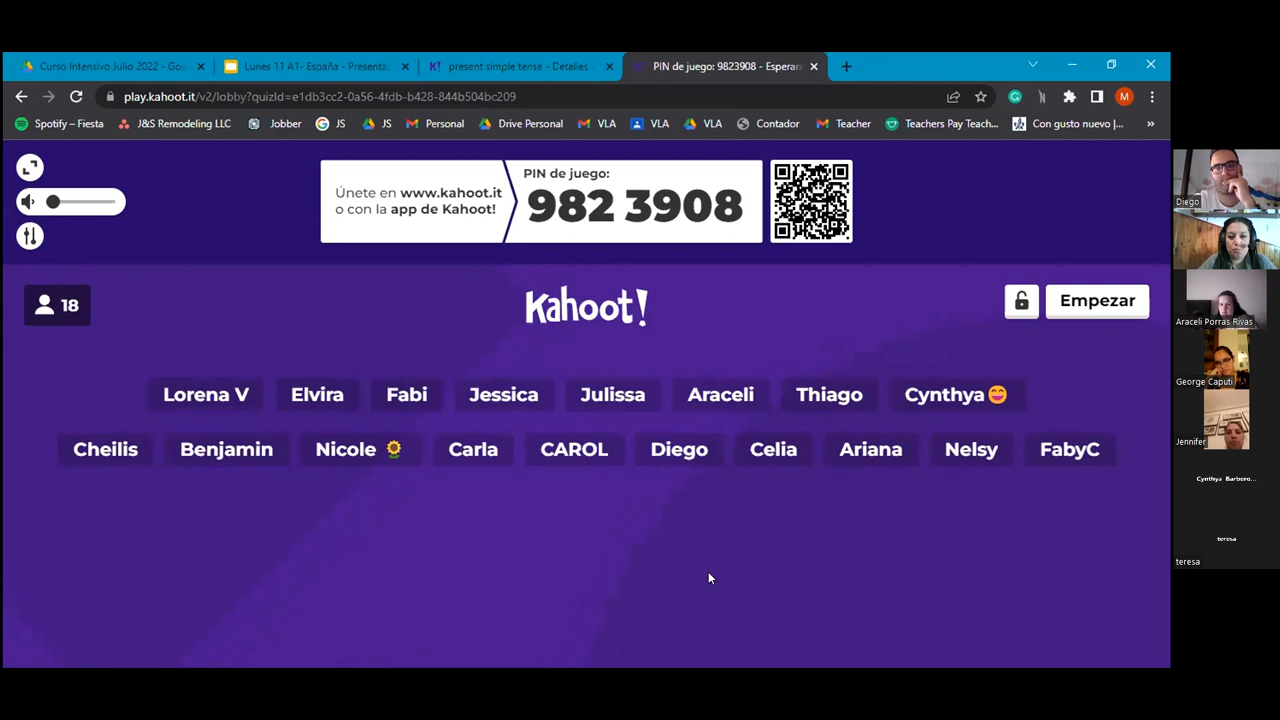 Curso Intensivo Julio 2022 - Goo
Lunes 11 A1- España - Presenta
K! present simple tense - Detalles -
PIN de juego: 9823908 - Esperan
play.kahoot.it/v2/lobby?quizId=e1db3cc2-0a56-4fdb-b428-844b504bc209
M
Spotify – Fiesta
J&S Remodeling LLC
Jobber
JS
JS
Personal
Drive Personal
VLA
VLA
VLA
Contador
Teacher
Teachers Pay Teach...
Con gusto nuevo |...
»
Únete en www.kahoot.it
o con la app de Kahoot!
PIN de juego:
982 3908
18
Kahoot!
Empezar
Lorena V Elvira Fabi Jessica Julissa Araceli Thiago Cynthya😄
Cheilis Benjamin Nicole 🌻 Carla CAROL Diego Celia Ariana Nelsy FabyC
Diego
Araceli Porras Rivas
George Caputi
Jennifer
Cynthya Barbero...
teresa
teresa